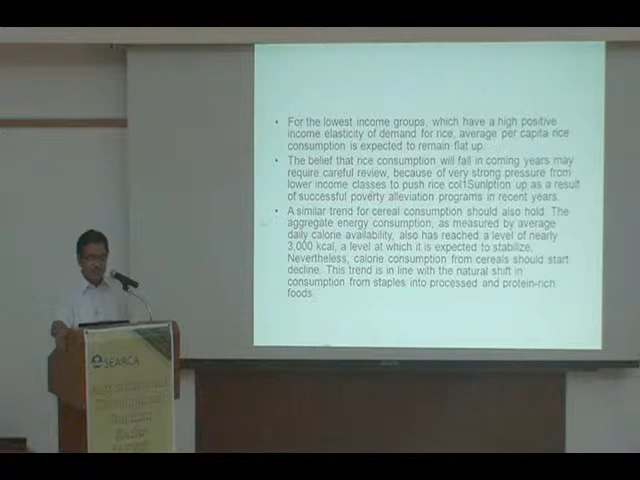 • For the lowest income groups, which have a high positive
income elasticity of demand for rice, average per capita rice
consumption is expected to remain flat up.
• The belief that rice consumption will fall in coming years may
require careful review, because of very strong pressure from
lower income classes to push rice col1Sunlption up as a result
of successful poverty alleviation programs in recent years.
• A similar trend for cereal consumption should also hold. The
aggregate energy consumption, as measured by average
daily calorie availability, also has reached a level of nearly
3,000 kcal, a level at which it is expected to stabilize,
Nevertheless, calorie consumption from cereals should start
decline. This trend is in line with the natural shift in
consumption from staples into processed and protein-rich
foods.
SEARCA